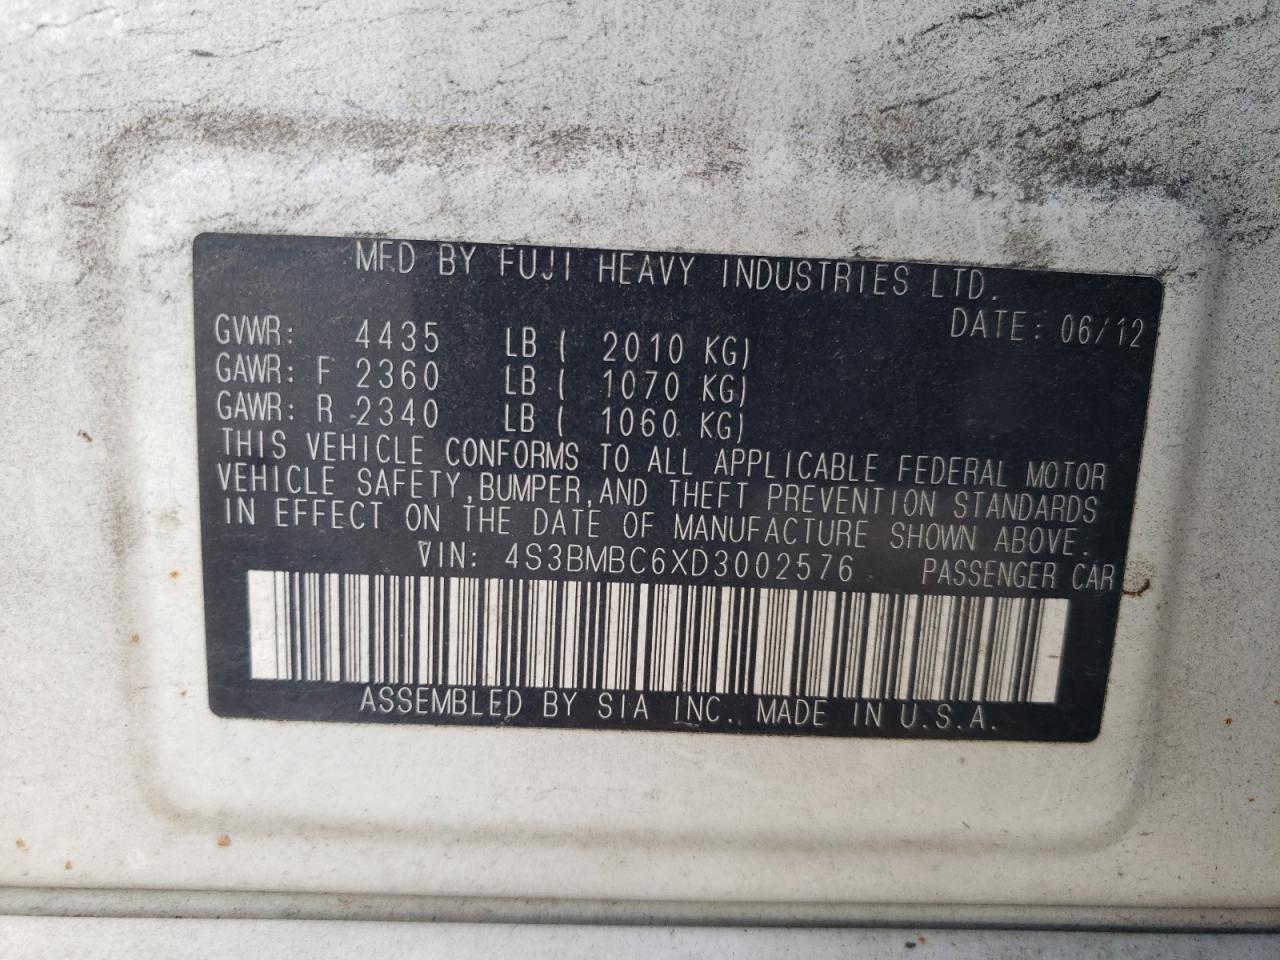 MFD BY FUJI HEAVY INDUSTRIES LTD.
DATE: 06/12
GVWR: 4435 LB ( 2010 KG)
GAWR: F 2360 LB ( 1070 KG)
GAWR: R 2340 LB ( 1060 KG)
THIS VEHICLE CONFORMS TO ALL APPLICABLE FEDERAL MOTOR
VEHICLE SAFETY,BUMPER,AND THEFT,PREVENTION STANDARDS
IN EFFECT ON THE DATE OF MANUFACTURE SHOWN ABOVE.
VIN: 4S3BMBC6XD3002576 PASSENGER CAR
ASSEMBLED BY SIA INC., MADE IN U.S.A.